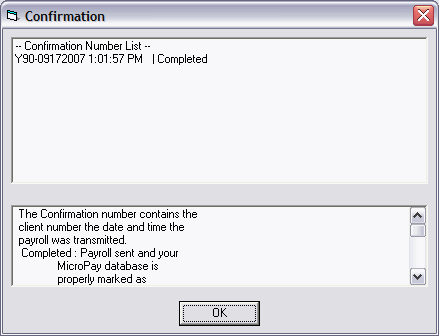 Confirmation
-- Confirmation Number List --
Y90-09172007 1:01:57 PM | Completed
The Confirmation number contains the
client number the date and time the
payroll was transmitted.
Completed : Payroll sent and your
MicroPay database is
properly marked as
OK